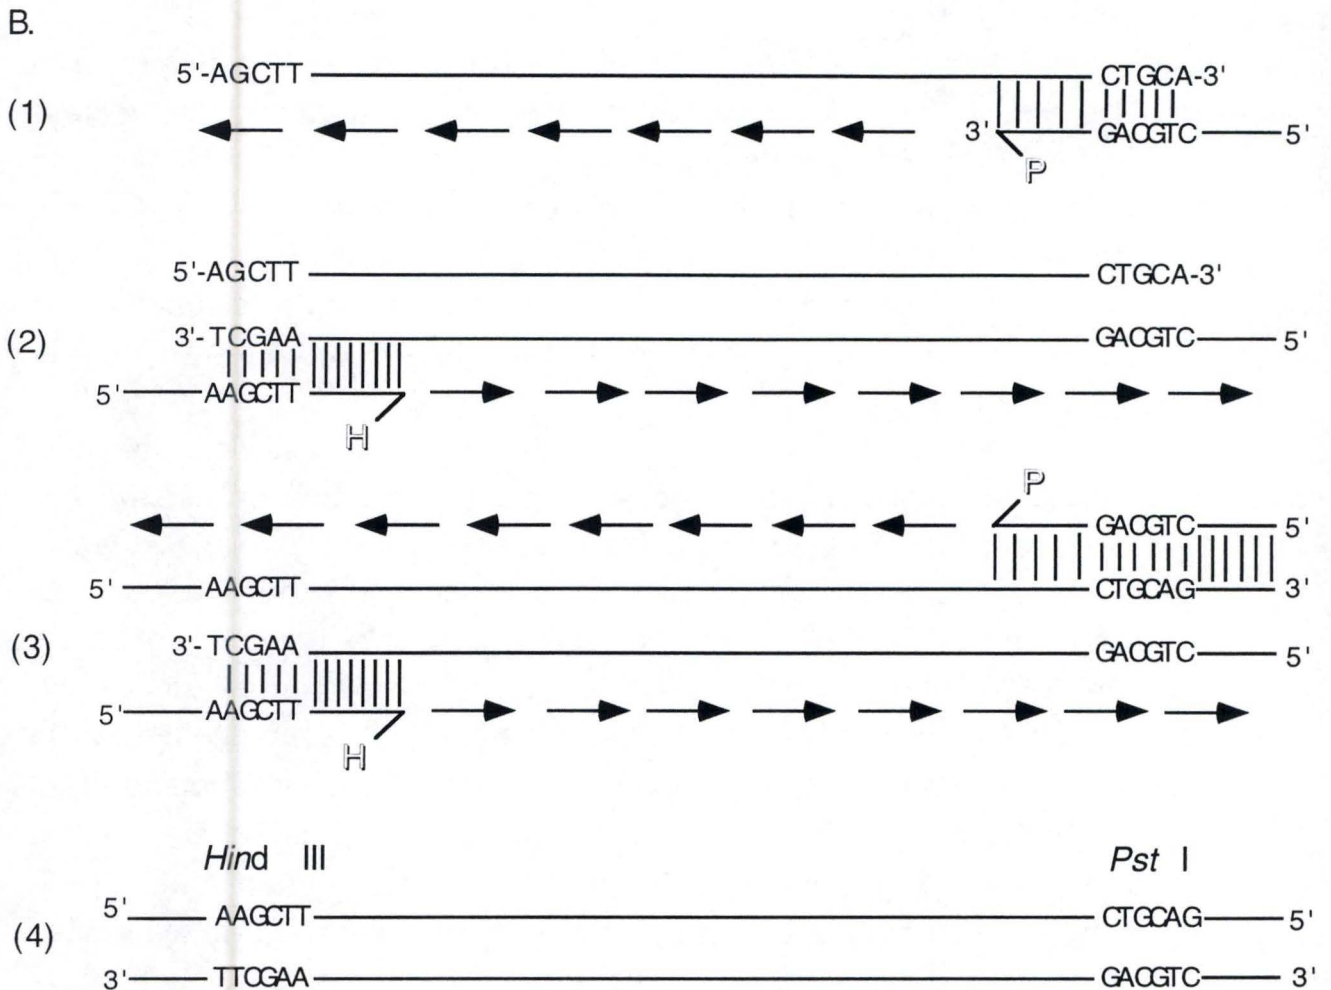 B.
5'-AGCTT CTGCA-3'
(1)
3' GACGTC 5'
P
5'-AGCTT CTGCA-3'
(2) 3'- TCGAA GACGTC 5'
5' AAGCTT
H
P
GACGTC 5'
5' AAGCTT CTGCAG 3'
(3) 3'- TCGAA GACGTC 5'
5' AAGCTT
H
Hind III Pst I
5' AAGCTT CTGCAG 5'
(4)
3' TTCGAA GACGTC 3'